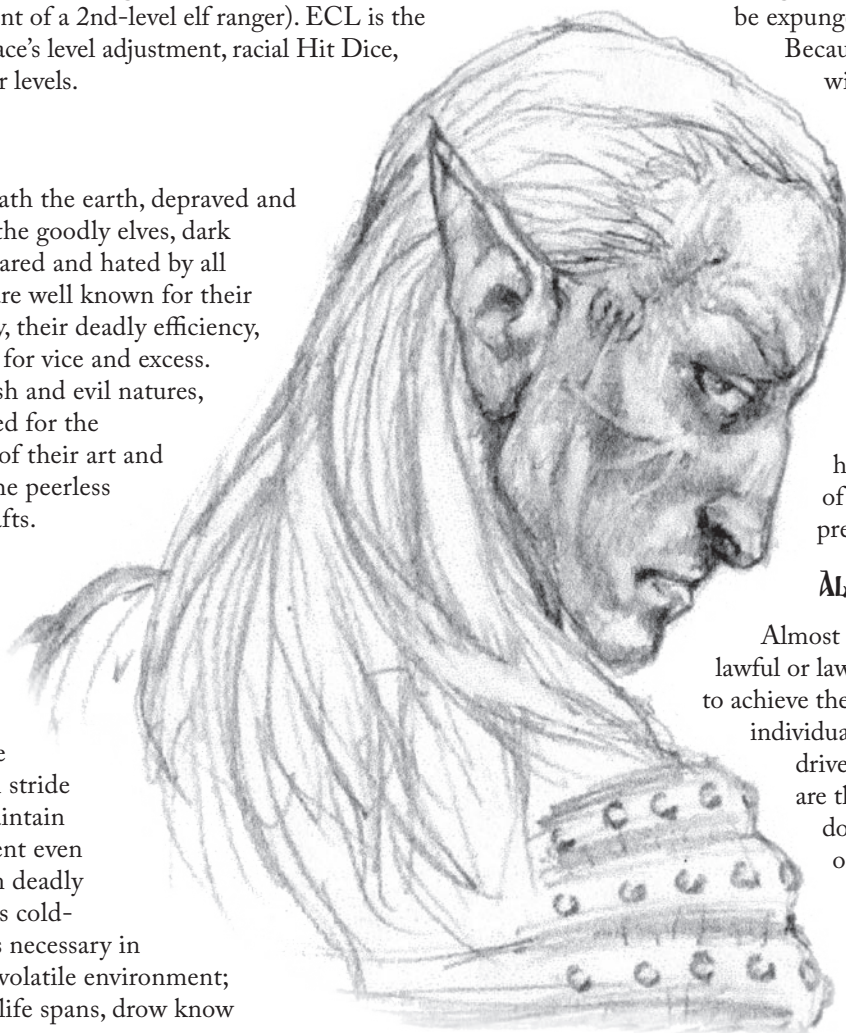 nt of a 2nd-level elf ranger). ECL is the
ace's level adjustment, racial Hit Dice,
r levels.
ath the earth, depraved and
the goodly elves, dark
ared and hated by all
re well known for their
y, their deadly efficiency,
for vice and excess.
sh and evil natures,
ed for the
of their art and
he peerless
afts.
e
stride
aintain
ent even
n deadly
s cold-
s necessary in
volatile environment;
life spans, drow know
be expunge
Becau
wi
h
of
pre
AL
Almost
lawful or law
to achieve the
individua
drive
are th
do
o